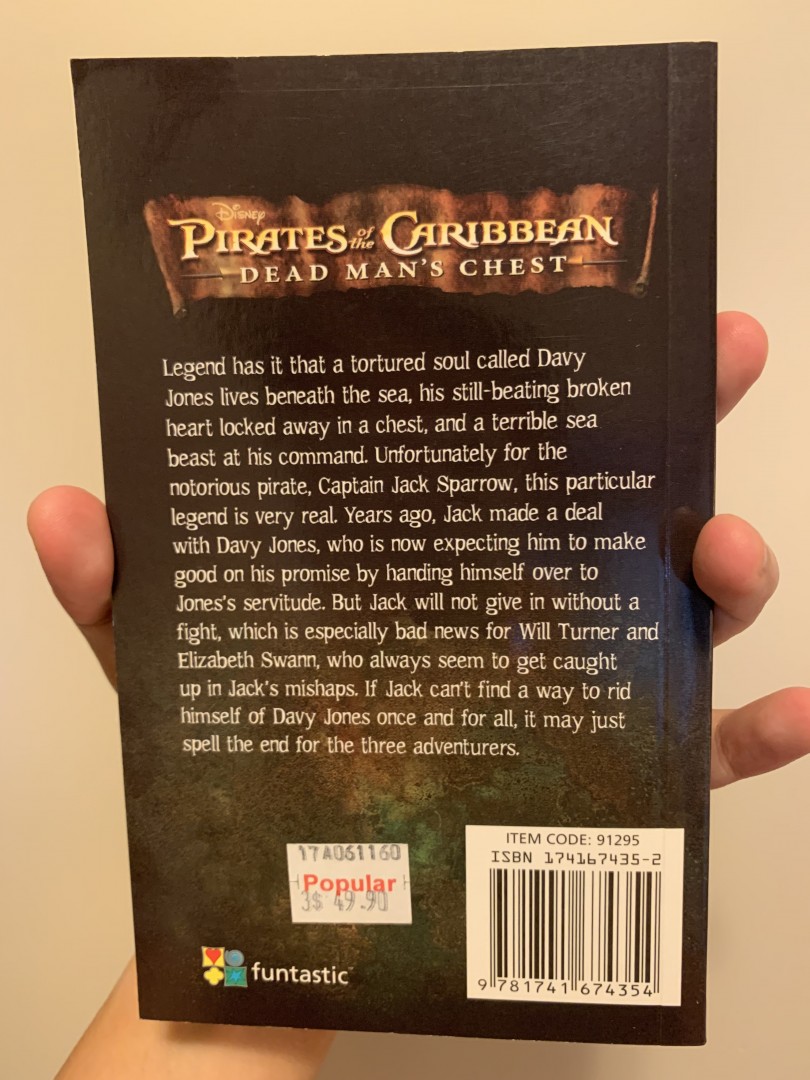 Disney
PIRATES of the CARIBBEAN
DEAD MAN'S CHEST
Legend has it that a tortured soul called Davy
Jones lives beneath the sea, his still-beating broken
heart locked away in a chest, and a terrible sea
beast at his command. Unfortunately for the
notorious pirate, Captain Jack Sparrow, this particular
legend is very real. Years ago, Jack made a deal
with Davy Jones, who is now expecting him to make
good on his promise by handing himself over to
Jones's servitude. But Jack will not give in without a
fight, which is especially bad news for Will Turner and
Elizabeth Swann, who always seem to get caught
up in Jack's mishaps. If Jack can't find a way to rid
himself of Davy Jones once and for all, it may just
spell the end for the three adventurers.
17A061160
Popular
3$ 49.90
funtastic
ITEM CODE: 91295
ISBN 174167435-2
9 781741 674354